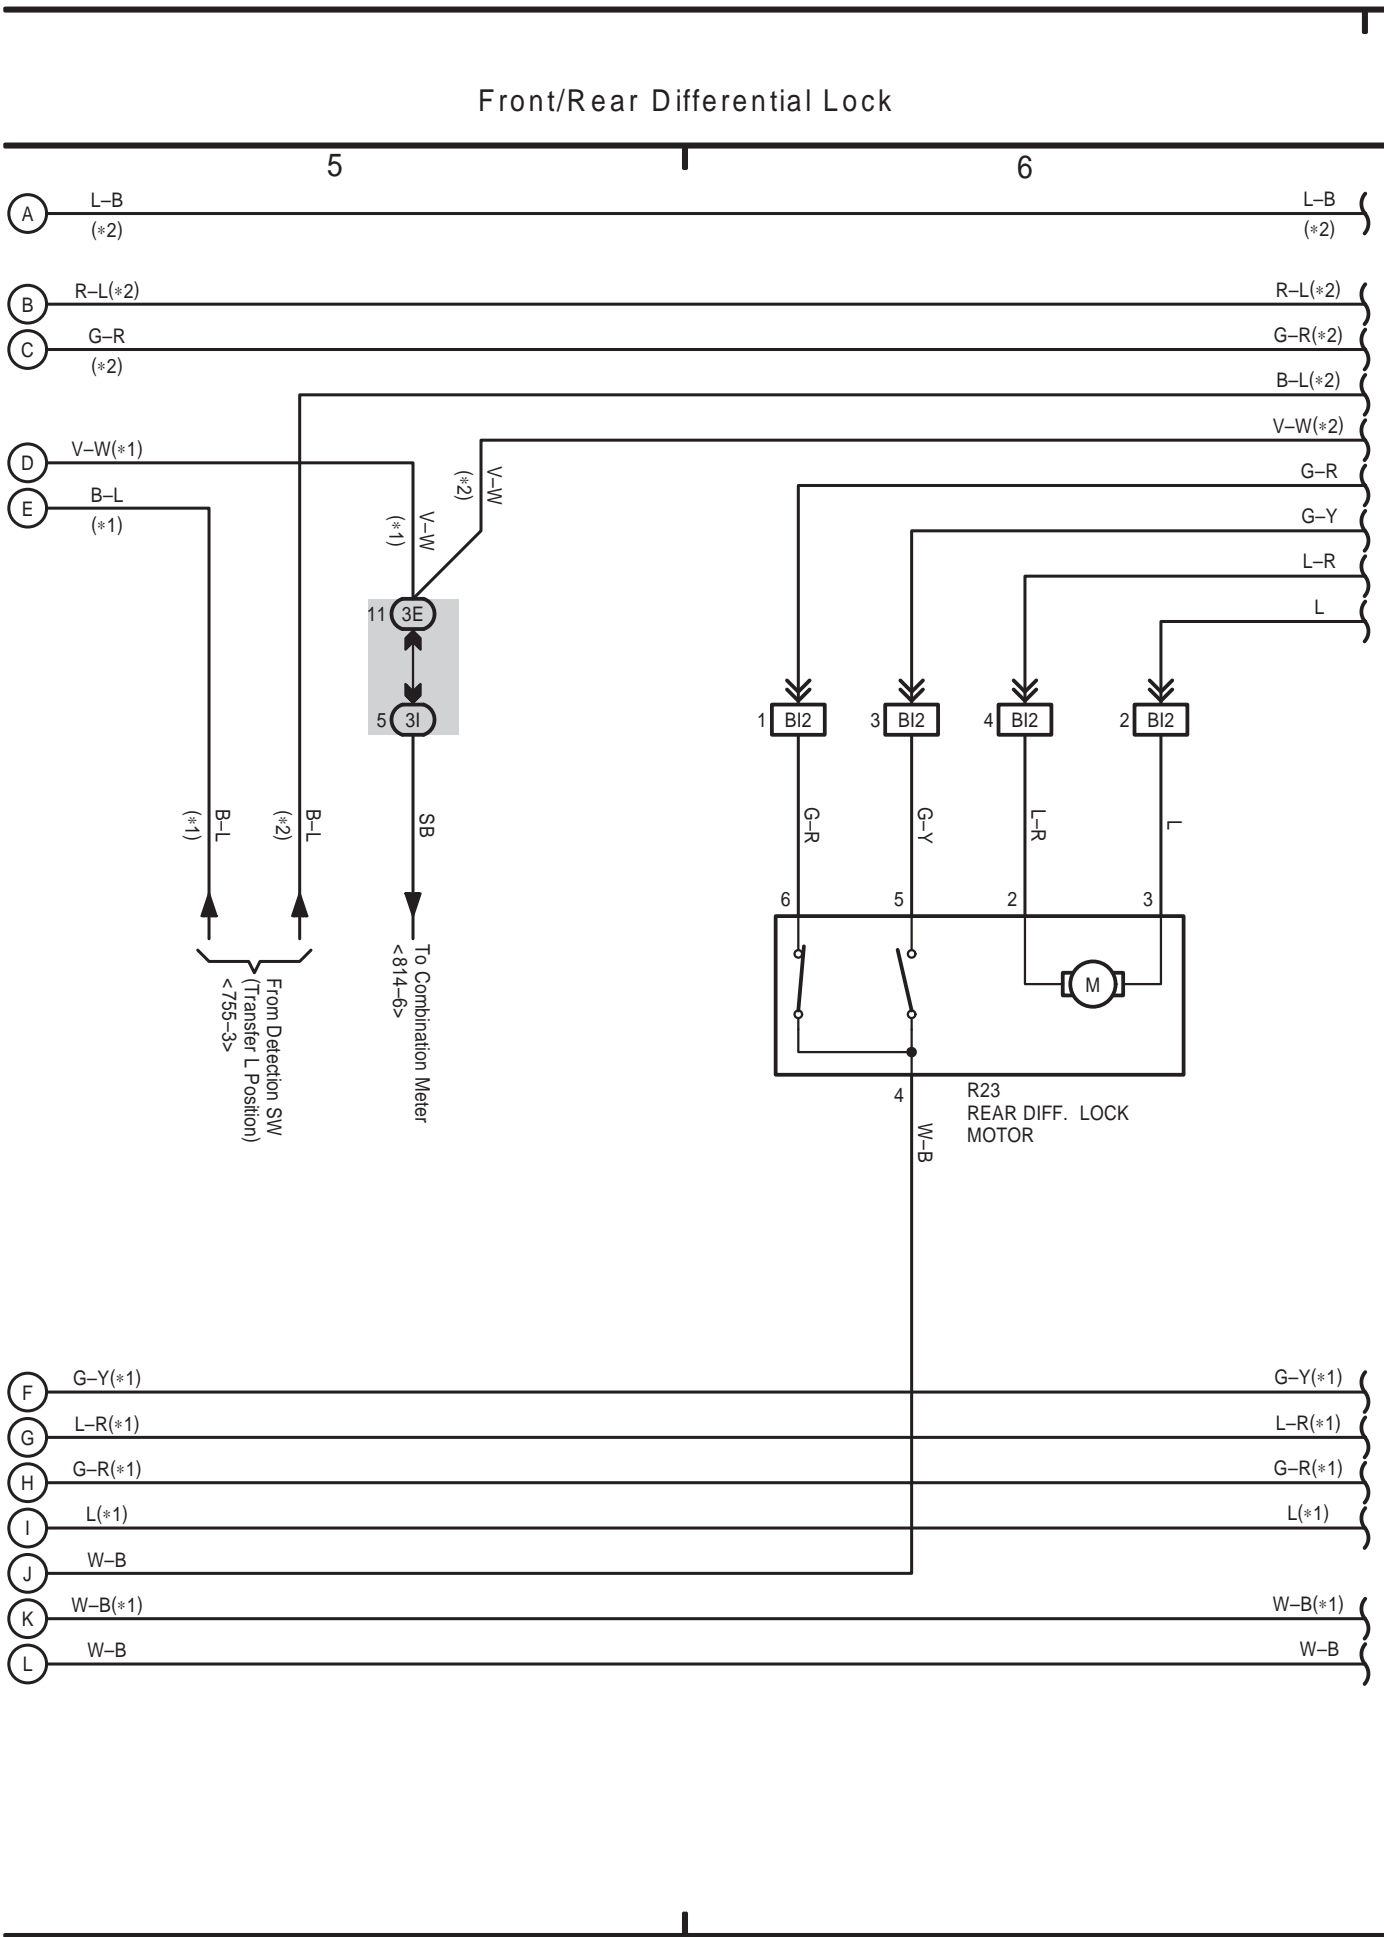 Front/Rear Differential Lock
5
6
A
L–B
(*2)
L–B
(*2)
B
R–L(*2)
R–L(*2)
C
G–R
(*2)
G–R(*2)
B–L(*2)
V–W(*2)
D
V–W(*1)
E
B–L
(*1)
V–W
(*1)
V–W
(*2)
G–R
G–Y
L–R
L
11
3E
5
3I
1
BI2
3
BI2
4
BI2
2
BI2
B–L
(*1)
B–L
(*2)
SB
G–R
G–Y
L–R
L
6
5
2
3
M
From Detection SW
(Transfer L Position)
<755–3>
To Combination Meter
<814–6>
4
R23
REAR DIFF. LOCK
MOTOR
W–B
F
G–Y(*1)
G–Y(*1)
G
L–R(*1)
L–R(*1)
H
G–R(*1)
G–R(*1)
I
L(*1)
L(*1)
J
W–B
K
W–B(*1)
W–B(*1)
L
W–B
W–B